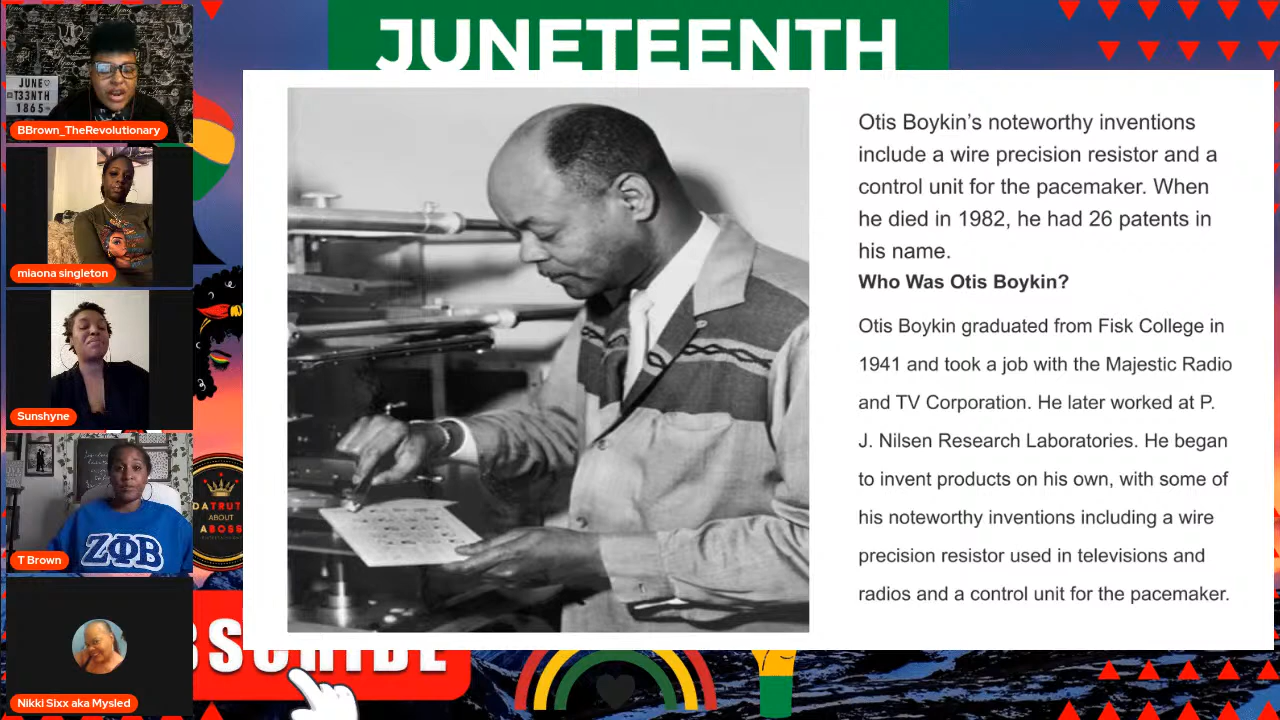 JUNETEENTH
JUNE
T33NTH
1865
BBrown_TheRevolutionary
miaona singleton
Sunshyne
ZΦB
T Brown
Nikki Sixx aka Mysled
DATRUTH
ABOUT
ABOSS
Otis Boykin’s noteworthy inventions
include a wire precision resistor and a
control unit for the pacemaker. When
he died in 1982, he had 26 patents in
his name.
Who Was Otis Boykin?
Otis Boykin graduated from Fisk College in
1941 and took a job with the Majestic Radio
and TV Corporation. He later worked at P.
J. Nilsen Research Laboratories. He began
to invent products on his own, with some of
his noteworthy inventions including a wire
precision resistor used in televisions and
radios and a control unit for the pacemaker.